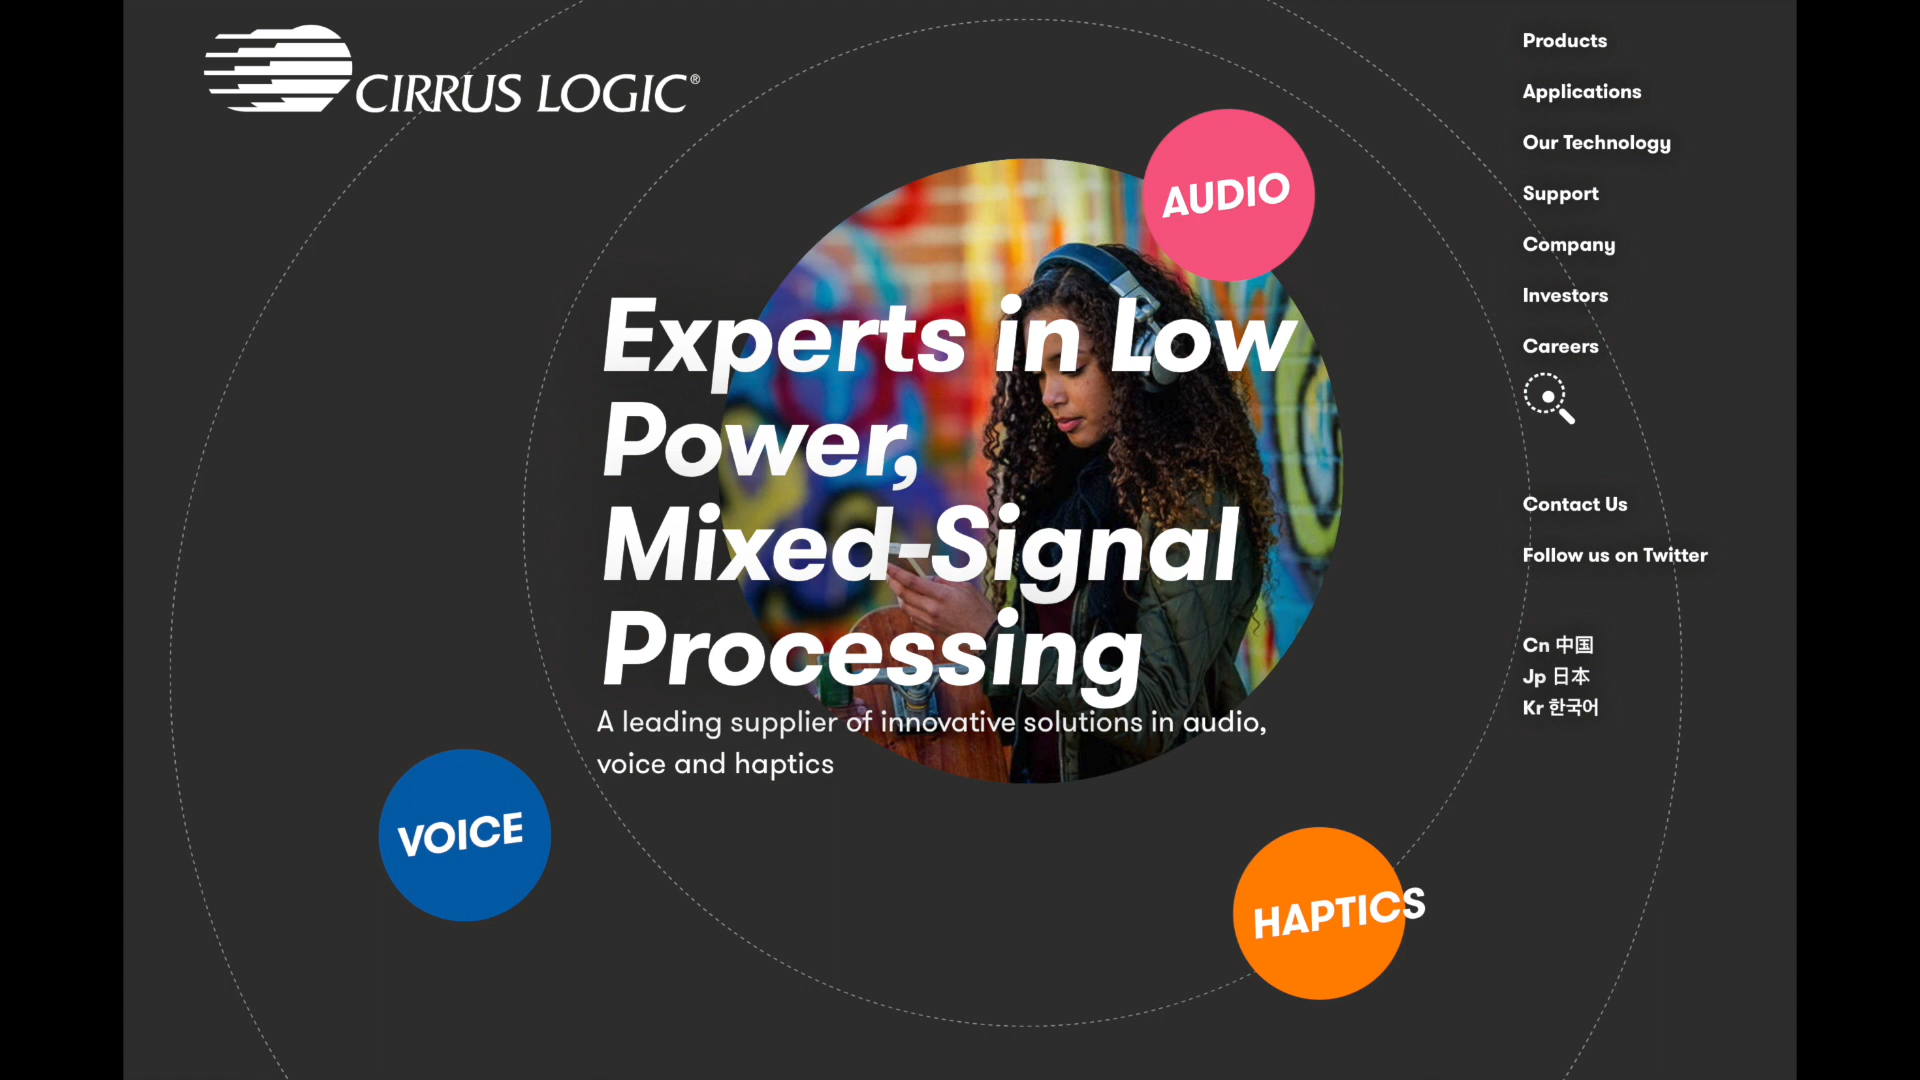 CIRRUS LOGIC®
AUDIO
Experts in Low
Power,
Mixed-Signal
Processing
A leading supplier of innovative solutions in audio,
voice and haptics
VOICE
HAPTICS
Products
Applications
Our Technology
Support
Company
Investors
Careers
Contact Us
Follow us on Twitter
Cn 中国
Jp 日本
Kr 한국어